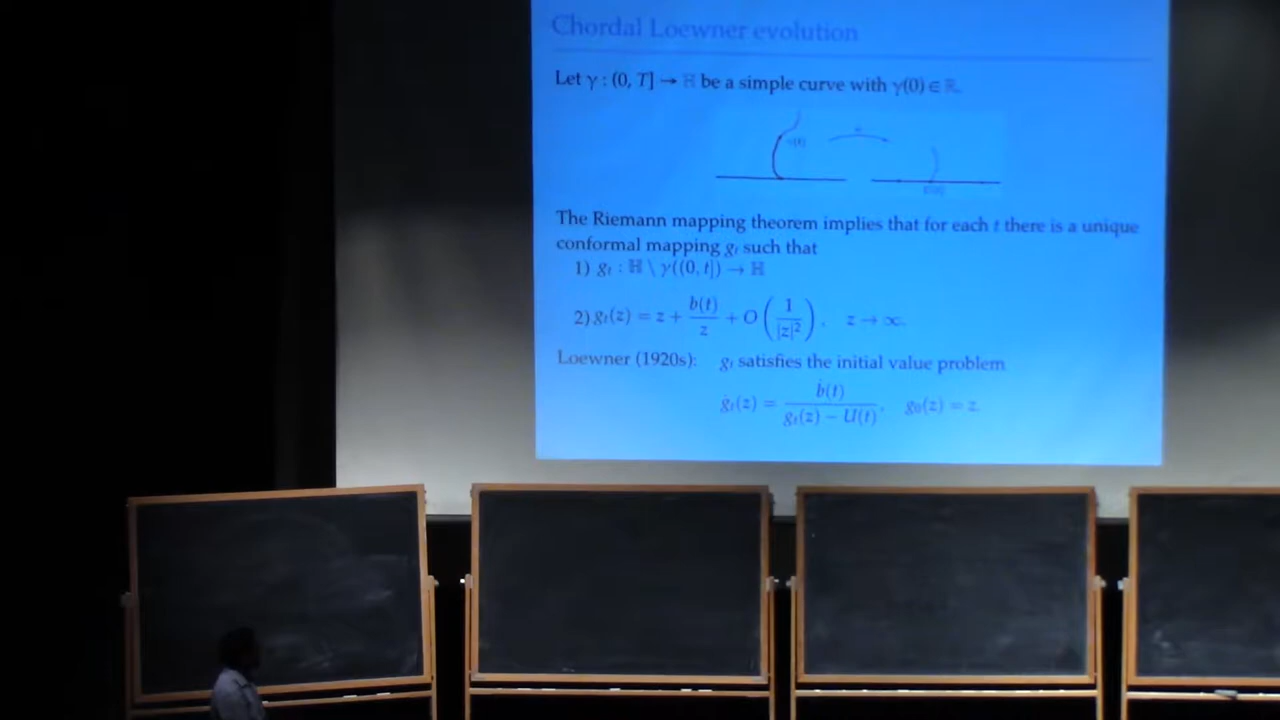 Chordal Loewner evolution
Let γ : (0, T] → ℍ be a simple curve with γ(0) ∈ ℝ.
γ(t)
The Riemann mapping theorem implies that for each t there is a unique
conformal mapping gₜ such that
1) gₜ : ℍ \ γ((0, t]) → ℍ
2) gₜ(z) = z + b(t)/z + O(1/|z|²), z → ∞.
Loewner (1920s): gₜ satisfies the initial value problem
ġₜ(z) = ḃ(t)/(gₜ(z) − U(t)), g₀(z) = z.